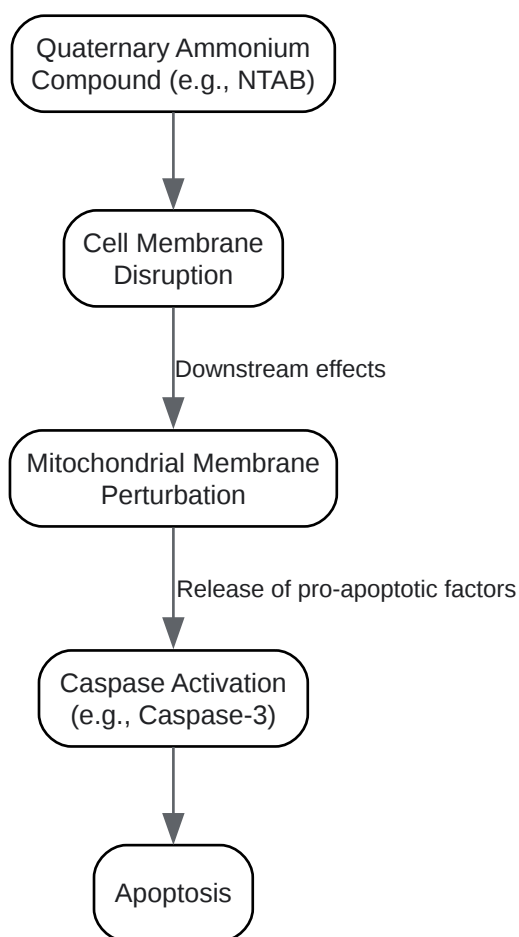 Quaternary Ammonium
Compound (e.g., NTAB)
Cell Membrane
Disruption
Downstream effects
Mitochondrial Membrane
Perturbation
Release of pro-apoptotic factors
Caspase Activation
(e.g., Caspase-3)
Apoptosis